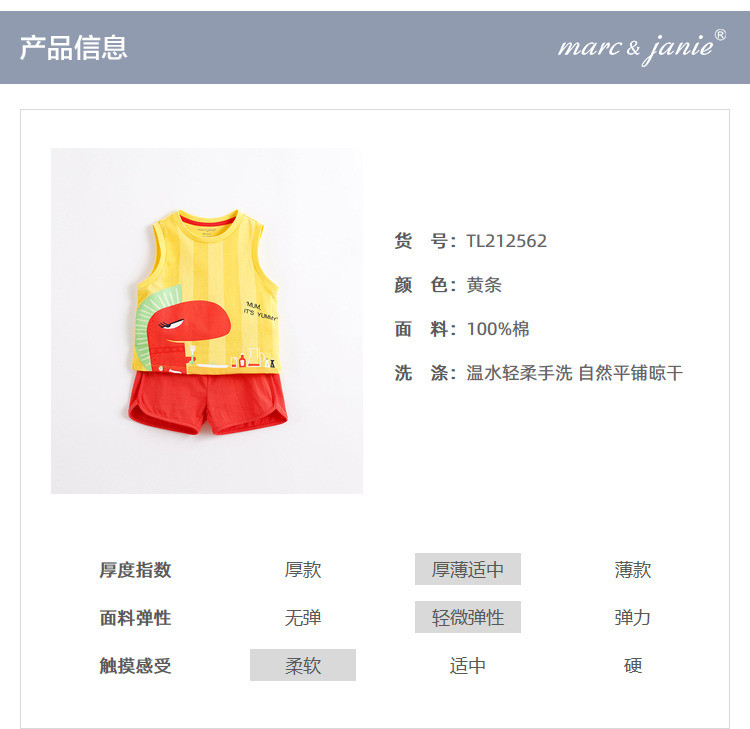 产品信息
marc & janie®
货 号：TL212562
颜 色：黄条
面 料：100%棉
洗 涤：温水轻柔手洗 自然平铺晾干
"MUM,
IT'S YUMMY"
厚度指数 厚款 厚薄适中 薄款
面料弹性 无弹 轻微弹性 弹力
触摸感受 柔软 适中 硬